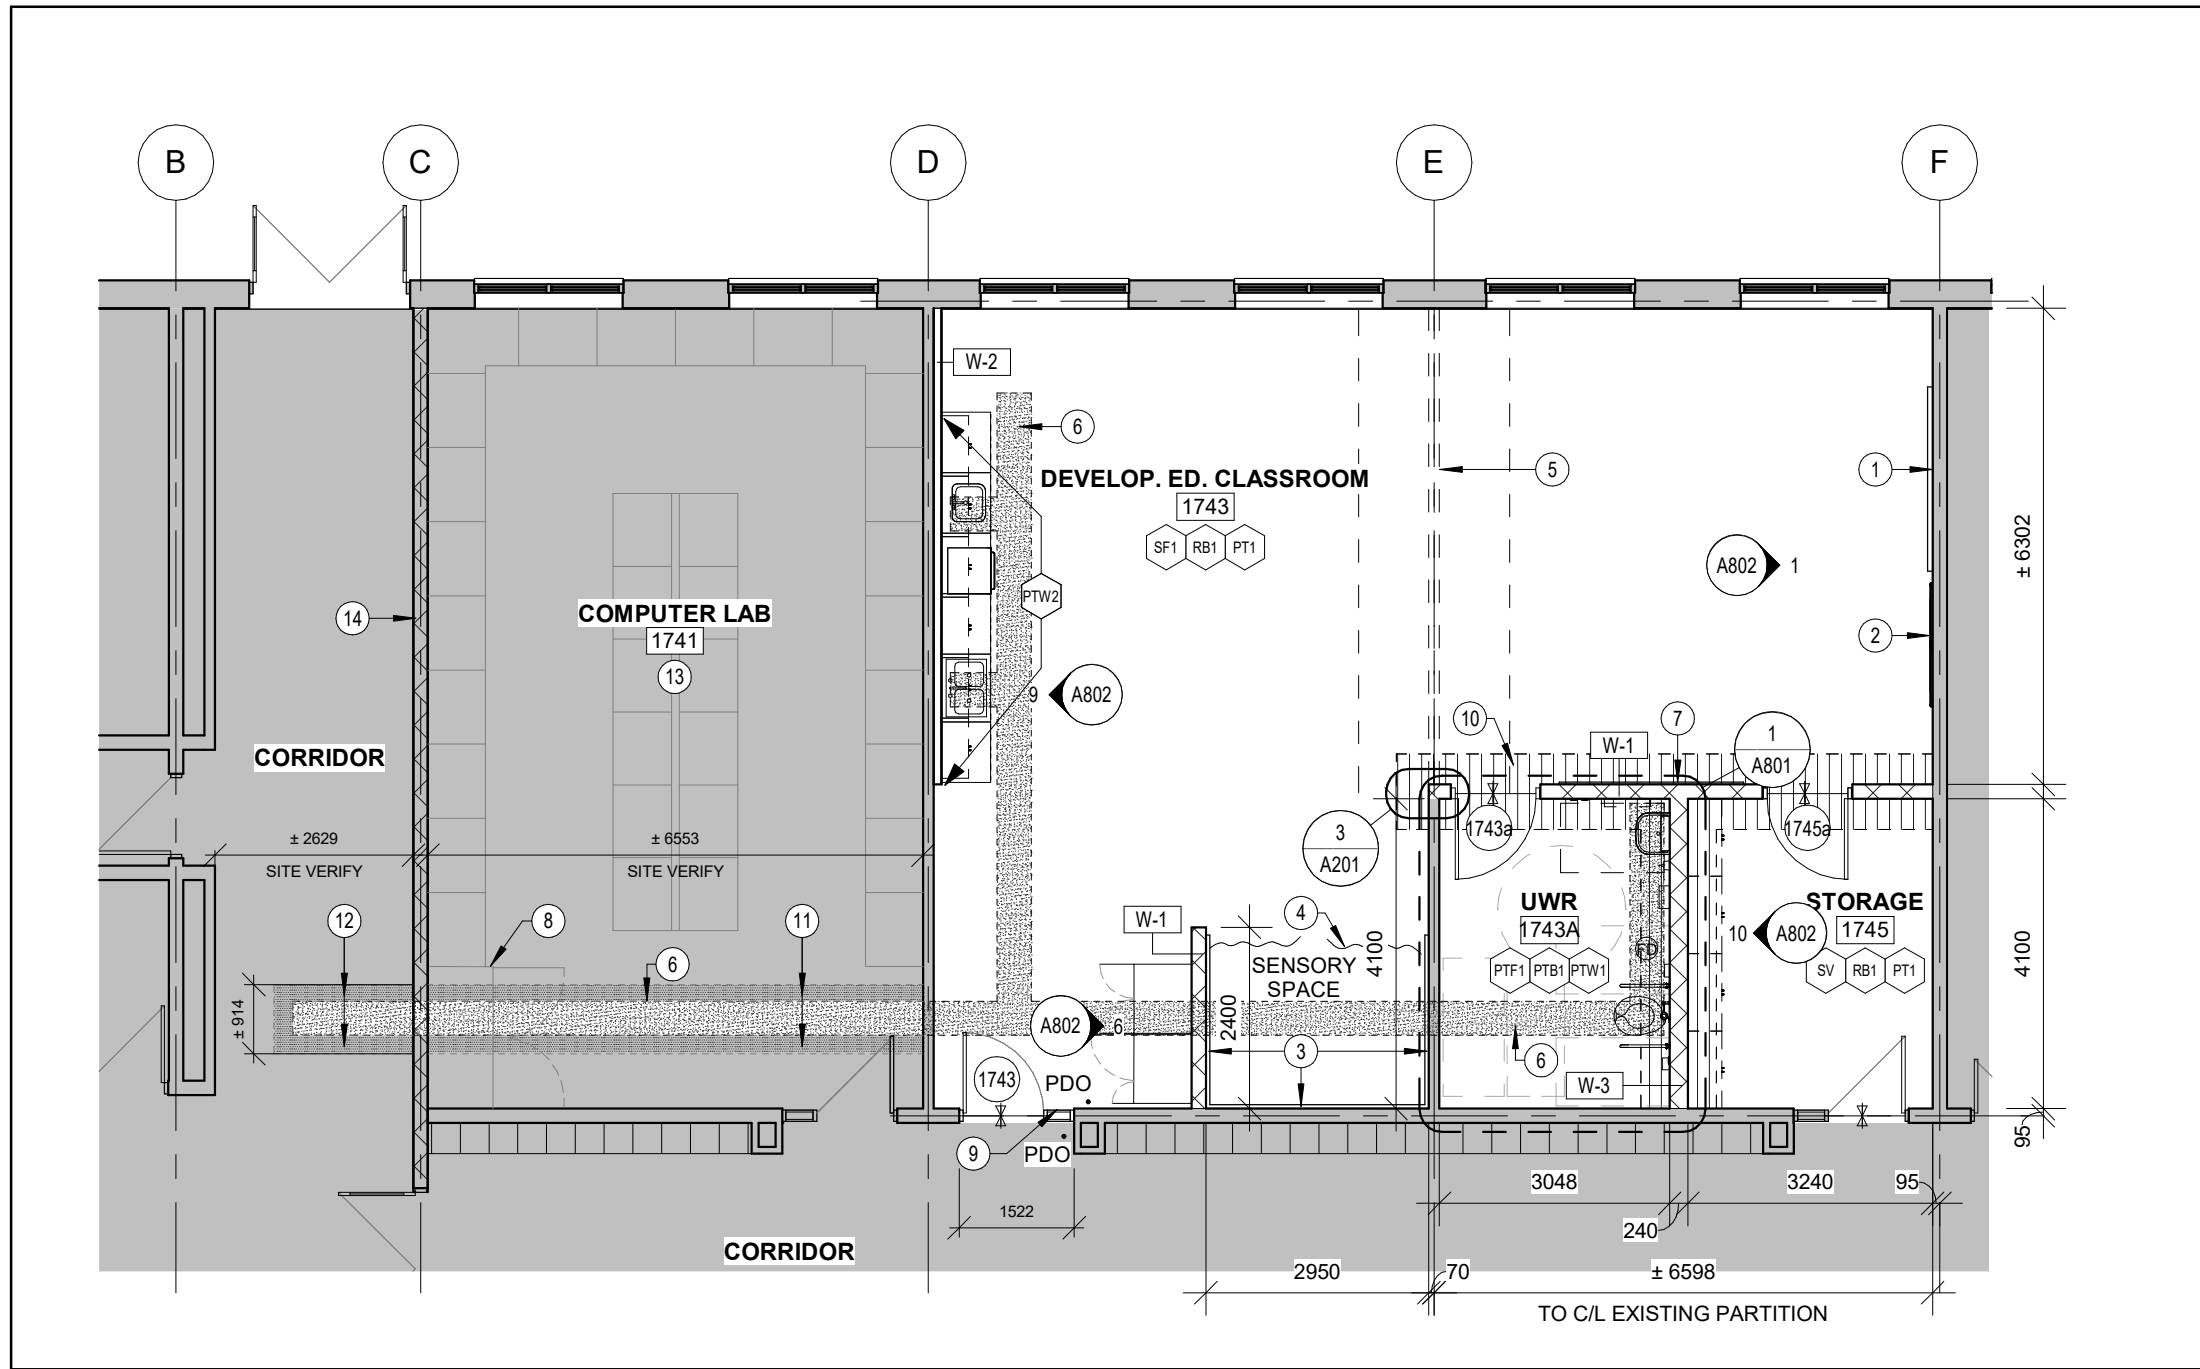 B
C
D
E
F
W-2
6
DEVELOP. ED. CLASSROOM
1743
SF1 RB1 PT1
5
1
± 6302
A802 1
PTW2
COMPUTER LAB
1741
13
14
2
9 A802
10
7
W-1
1
A801
CORRIDOR
1743a
1745a
3
A201
± 2629
SITE VERIFY
± 6553
SITE VERIFY
UWR
1743A
PTF1 PTB1 PTW1
FD
STORAGE
1745
10 A802
SV RB1 PT1
4100
12
8
11
6
W-1
4
4100
SENSORY
SPACE
2400
± 914
A802 6
3
6
W-3
1743
PDO
PDO
9
95
1522
3048
240
3240
95
CORRIDOR
2950
70
± 6598
TO C/L EXISTING PARTITION